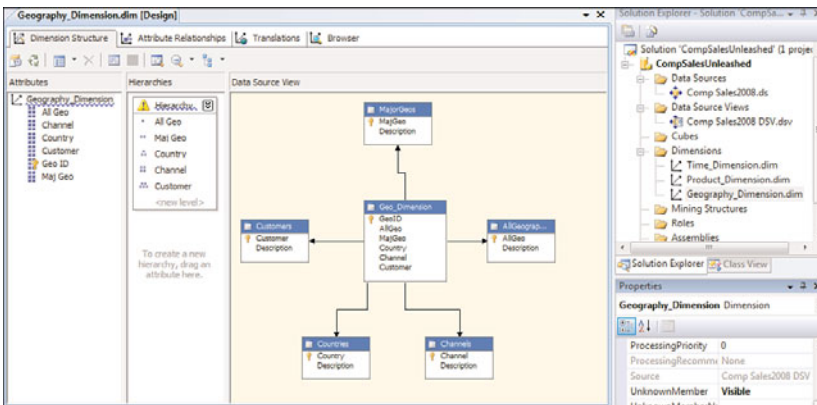 Geography_Dimension.dim [Design]
Dimension Structure
Attribute Relationships
Translations
Browser
Attributes
Geography_Dimension
All Geo
Channel
Country
Customer
Geo ID
Maj Geo
Hierarchies
Hierarchy
All Geo
Maj Geo
Country
Channel
Customer
<new level>
To create a new
hierarchy, drag an
attribute here.
Data Source View
MajorGeos
MajGeo
Description
Customers
Customer
Description
Geo_Dimension
GeoID
AllGeo
MajGeo
Country
Channel
Customer
AllGeograp...
AllGeo
Description
Countries
Country
Description
Channels
Channel
Description
Solution Explorer - Solution 'CompSa...
Solution 'CompSalesUnleashed' (1 projec
CompSalesUnleashed
Data Sources
Comp Sales2008.ds
Data Source Views
Comp Sales2008 DSV.dsv
Cubes
Dimensions
Time_Dimension.dim
Product_Dimension.dim
Geography_Dimension.dim
Mining Structures
Roles
Assemblies
Solution Explorer
Class View
Properties
Geography_Dimension Dimension
ProcessingPriority 0
ProcessingRecomme None
Source Comp Sales2008 DSV
UnknownMember Visible